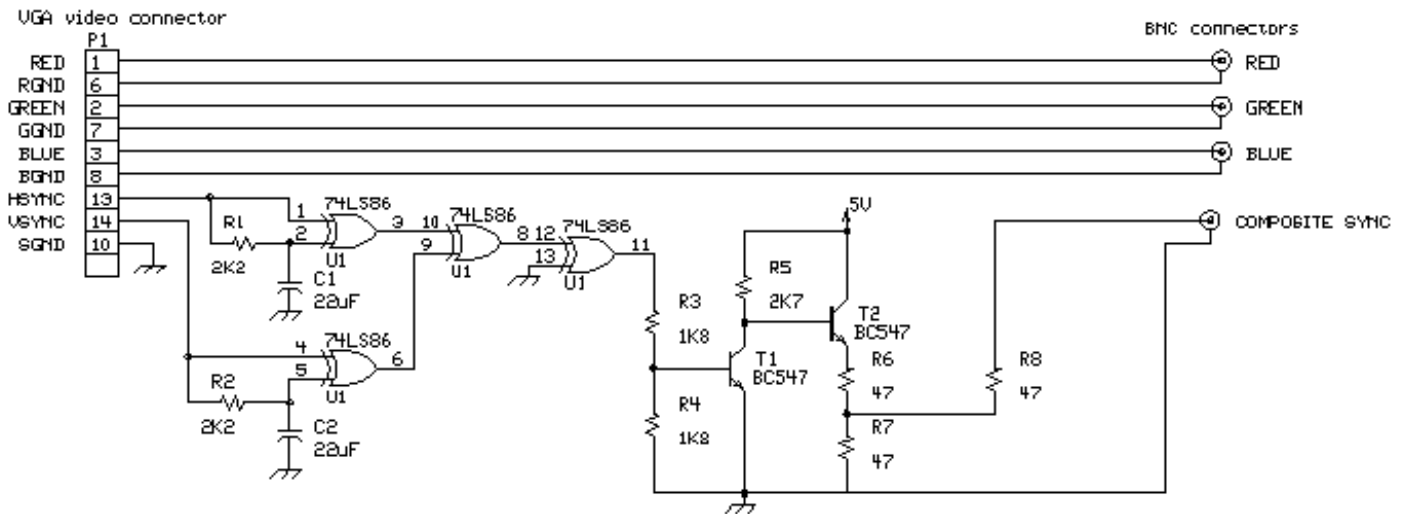 VGA video connector
BNC connectors
P1
RED 1 RED
RGND 6
GREEN 2 GREEN
GGND 7
BLUE 3 BLUE
BGND 8
HSYNC 13
VSYNC 14
SGND 10
COMPOSITE SYNC
R1
2K2
C1
22uF
1
2
3
74LS86
U1
10
9
8
74LS86
U1
12
13
11
74LS86
U1
R2
2K2
C2
22uF
4
5
6
74LS86
U1
R3
1K8
R4
1K8
5V
R5
2K7
T1
BC547
T2
BC547
R6
47
R7
47
R8
47